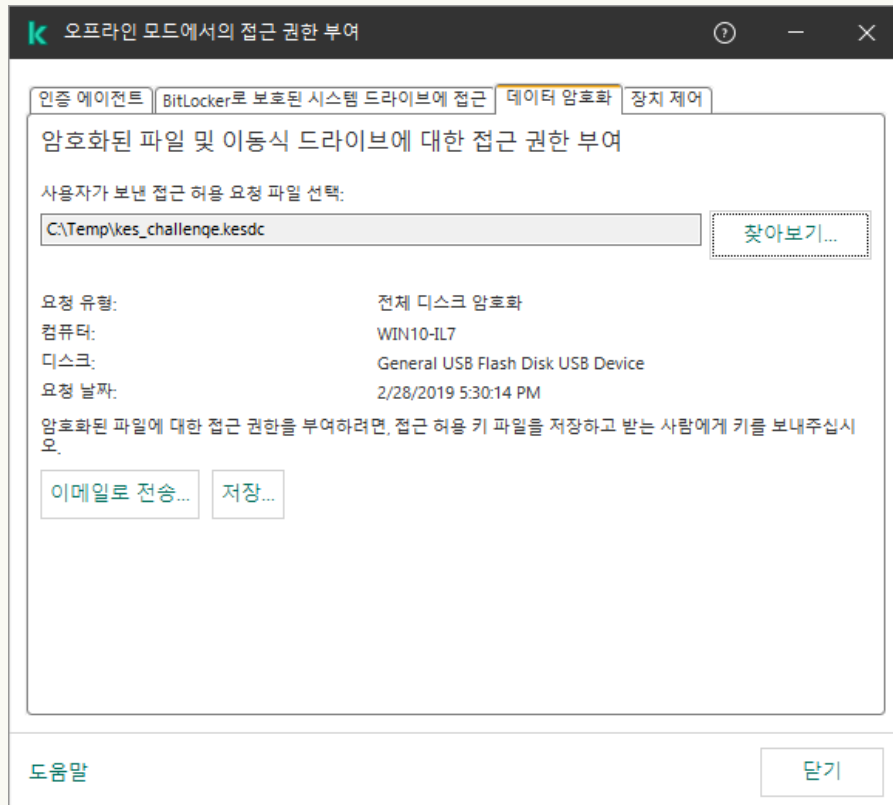 오프라인 모드에서의 접근 권한 부여
인증 에이전트 BitLocker로 보호된 시스템 드라이브에 접근 데이터 암호화 장치 제어
암호화된 파일 및 이동식 드라이브에 대한 접근 권한 부여
사용자가 보낸 접근 허용 요청 파일 선택:
C:\Temp\kes_challenge.kesdc 찾아보기...
요청 유형: 전체 디스크 암호화
컴퓨터: WIN10-IL7
디스크: General USB Flash Disk USB Device
요청 날짜: 2/28/2019 5:30:14 PM
암호화된 파일에 대한 접근 권한을 부여하려면, 접근 허용 키 파일을 저장하고 받는 사람에게 키를 보내주십시
오.
이메일로 전송... 저장...
도움말 닫기